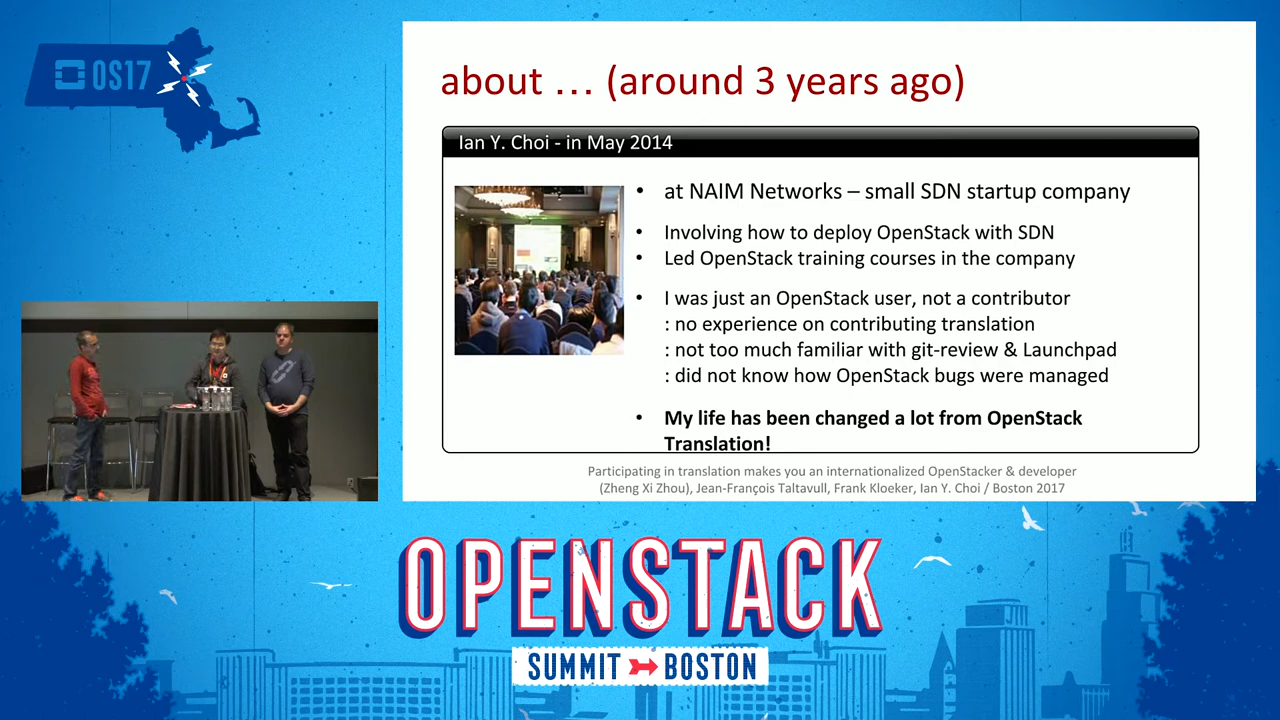 OS17
about … (around 3 years ago)
Ian Y. Choi - in May 2014
• at NAIM Networks – small SDN startup company
• Involving how to deploy OpenStack with SDN
• Led OpenStack training courses in the company
• I was just an OpenStack user, not a contributor
: no experience on contributing translation
: not too much familiar with git-review & Launchpad
: did not know how OpenStack bugs were managed
• My life has been changed a lot from OpenStack
Translation!
Participating in translation makes you an internationalized OpenStacker & developer
(Zheng Xi Zhou), Jean-François Taltavull, Frank Kloeker, Ian Y. Choi / Boston 2017
OPENSTACK
SUMMIT BOSTON